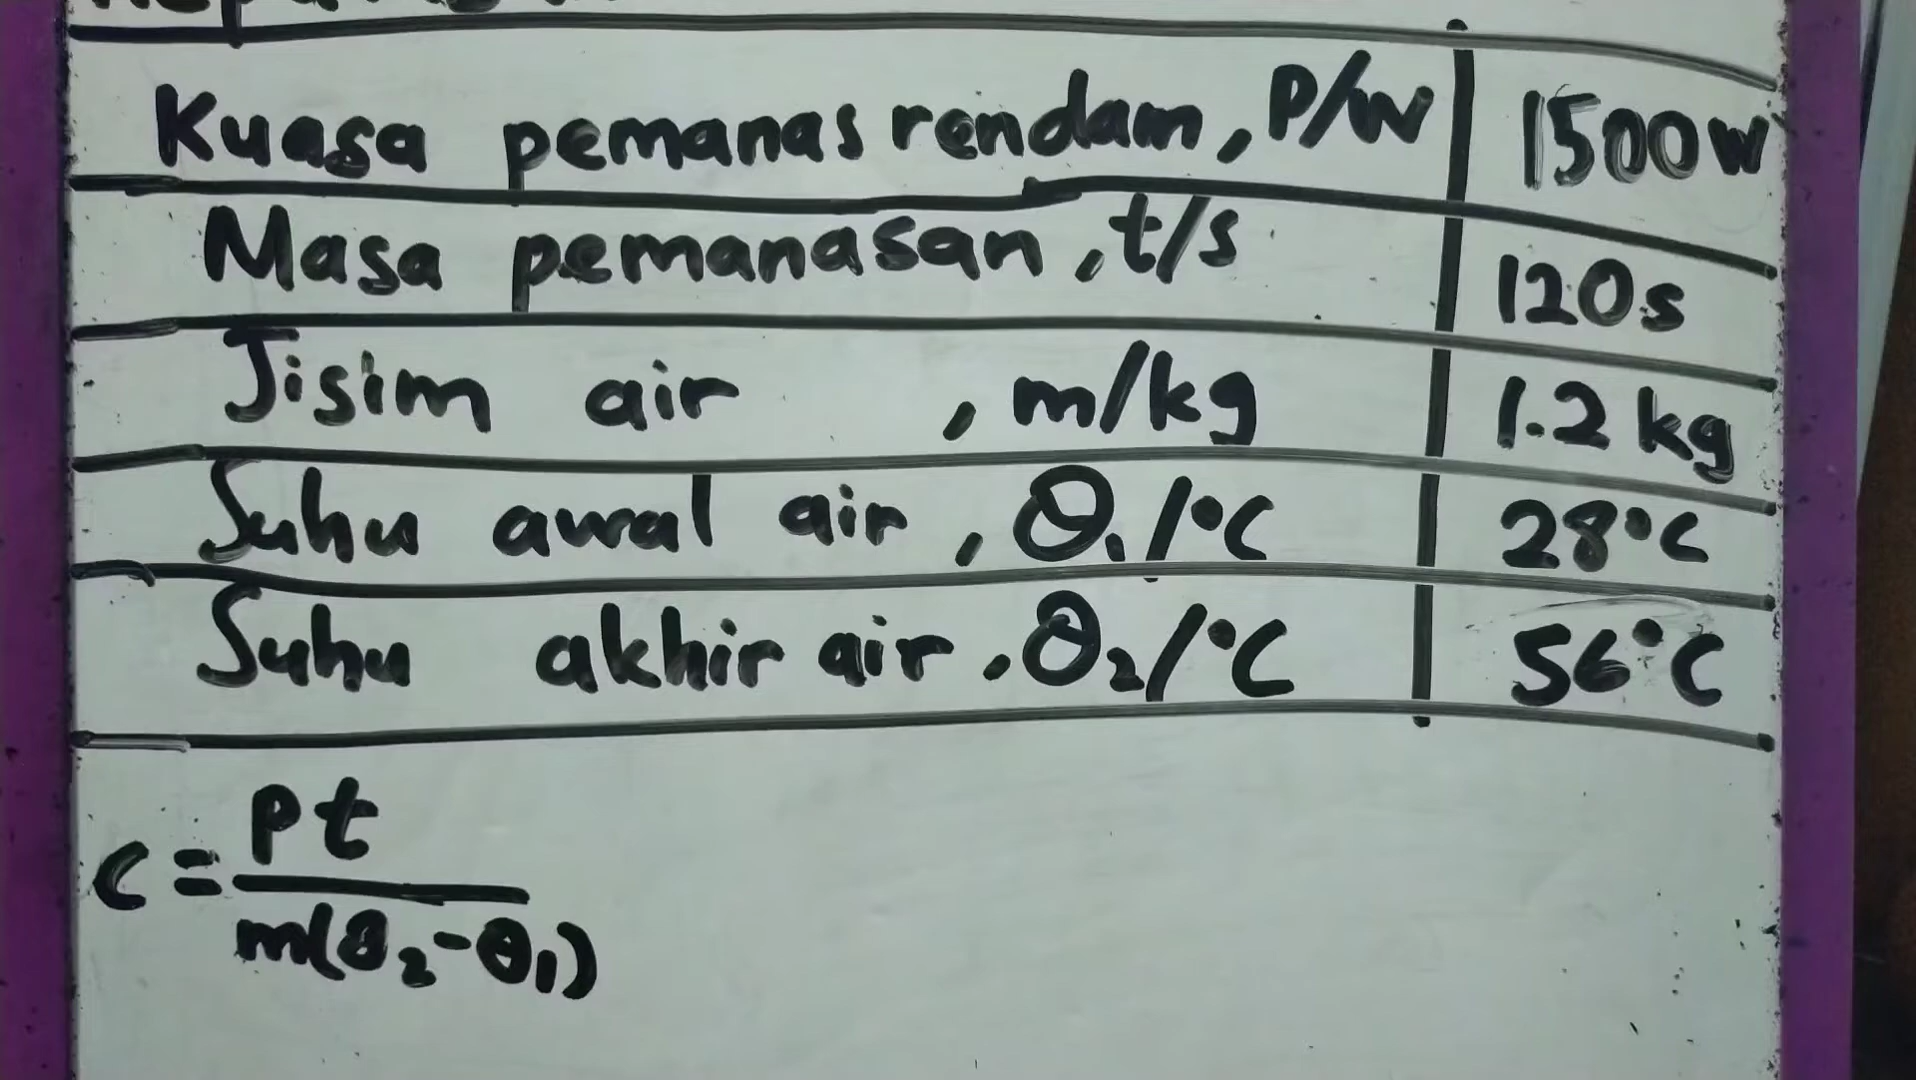 Kuasa pemanas rendam, P/W 1500W
Masa pemanasan, t/s 120s
Jisim air , m/kg 1.2 kg
Suhu awal air, θ₁/°C 28°C
Suhu akhir air, θ₂/°C 56°C
c = Pt
m(θ₂-θ₁)